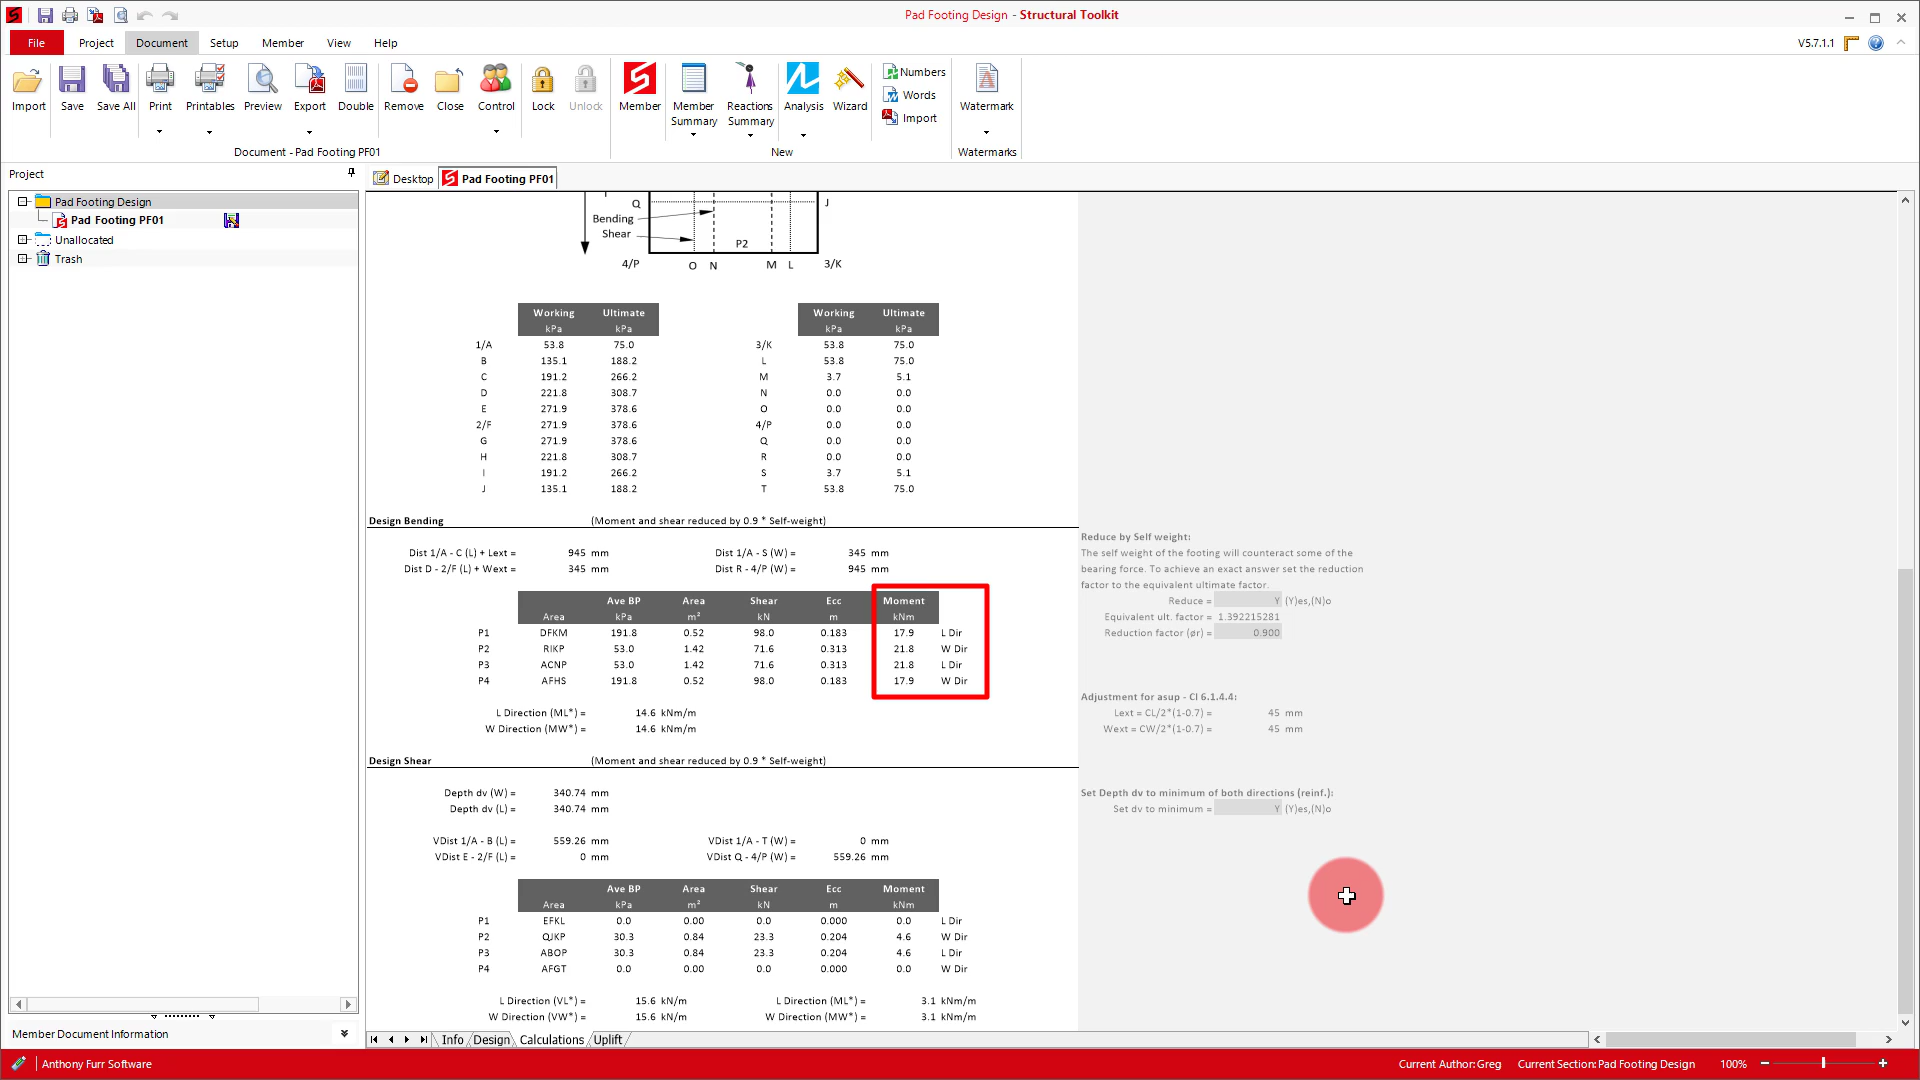 Pad Footing Design - Structural Toolkit
File Project Document Setup Member View Help V5.7.1.1
Import Save Save All Print Printables Preview Export Double Remove Close Control Lock Unlock Member Member Summary Reactions Summary Analysis Wizard Numbers Words Import Watermark
Document - Pad Footing PF01 New Watermarks
Project
Pad Footing Design
Pad Footing PF01
Unallocated
Trash
Desktop Pad Footing PF01
Q J
Bending
Shear
P2
4/P O N M L 3/K
Working Ultimate Working Ultimate
kPa kPa kPa kPa
1/A 53.8 75.0 3/K 53.8 75.0
B 135.1 188.2 L 53.8 75.0
C 191.2 266.2 M 3.7 5.1
D 221.8 308.7 N 0.0 0.0
E 271.9 378.6 O 0.0 0.0
2/F 271.9 378.6 4/P 0.0 0.0
G 271.9 378.6 Q 0.0 0.0
H 221.8 308.7 R 0.0 0.0
I 191.2 266.2 S 3.7 5.1
J 135.1 188.2 T 53.8 75.0
Design Bending (Moment and shear reduced by 0.9 * Self-weight)
Dist 1/A - C (L) + Lext = 945 mm Dist 1/A - S (W) = 345 mm
Dist D - 2/F (L) + Wext = 345 mm Dist R - 4/P (W) = 945 mm
Ave BP Area Shear Ecc Moment
Area kPa m² kN m kNm
P1 DFKM 191.8 0.52 98.0 0.183 17.9 L Dir
P2 RIKP 53.0 1.42 71.6 0.313 21.8 W Dir
P3 ACNP 53.0 1.42 71.6 0.313 21.8 L Dir
P4 AFHS 191.8 0.52 98.0 0.183 17.9 W Dir
L Direction (ML*) = 14.6 kNm/m
W Direction (MW*) = 14.6 kNm/m
Reduce by Self weight:
The self weight of the footing will counteract some of the
bearing force. To achieve an exact answer set the reduction
factor to the equivalent ultimate factor.
Reduce = Y (Y)es,(N)o
Equivalent ult. factor = 1.392215281
Reduction factor (ør) = 0.900
Adjustment for asup - Cl 6.1.4.4:
Lext = CL/2*(1-0.7) = 45 mm
Wext = CW/2*(1-0.7) = 45 mm
Design Shear (Moment and shear reduced by 0.9 * Self-weight)
Depth dv (W) = 340.74 mm
Depth dv (L) = 340.74 mm
Set Depth dv to minimum of both directions (reinf.):
Set dv to minimum = Y (Y)es,(N)o
VDist 1/A - B (L) = 559.26 mm VDist 1/A - T (W) = 0 mm
VDist E - 2/F (L) = 0 mm VDist Q - 4/P (W) = 559.26 mm
Ave BP Area Shear Ecc Moment
Area kPa m² kN m kNm
P1 EFKL 0.0 0.00 0.0 0.000 0.0 L Dir
P2 QJKP 30.3 0.84 23.3 0.204 4.6 W Dir
P3 ABOP 30.3 0.84 23.3 0.204 4.6 L Dir
P4 AFGT 0.0 0.00 0.0 0.000 0.0 W Dir
L Direction (VL*) = 15.6 kN/m L Direction (ML*) = 3.1 kNm/m
W Direction (VW*) = 15.6 kN/m W Direction (MW*) = 3.1 kNm/m
Member Document Information
Info Design Calculations Uplift
Anthony Furr Software Current Author: Greg Current Section: Pad Footing Design 100%